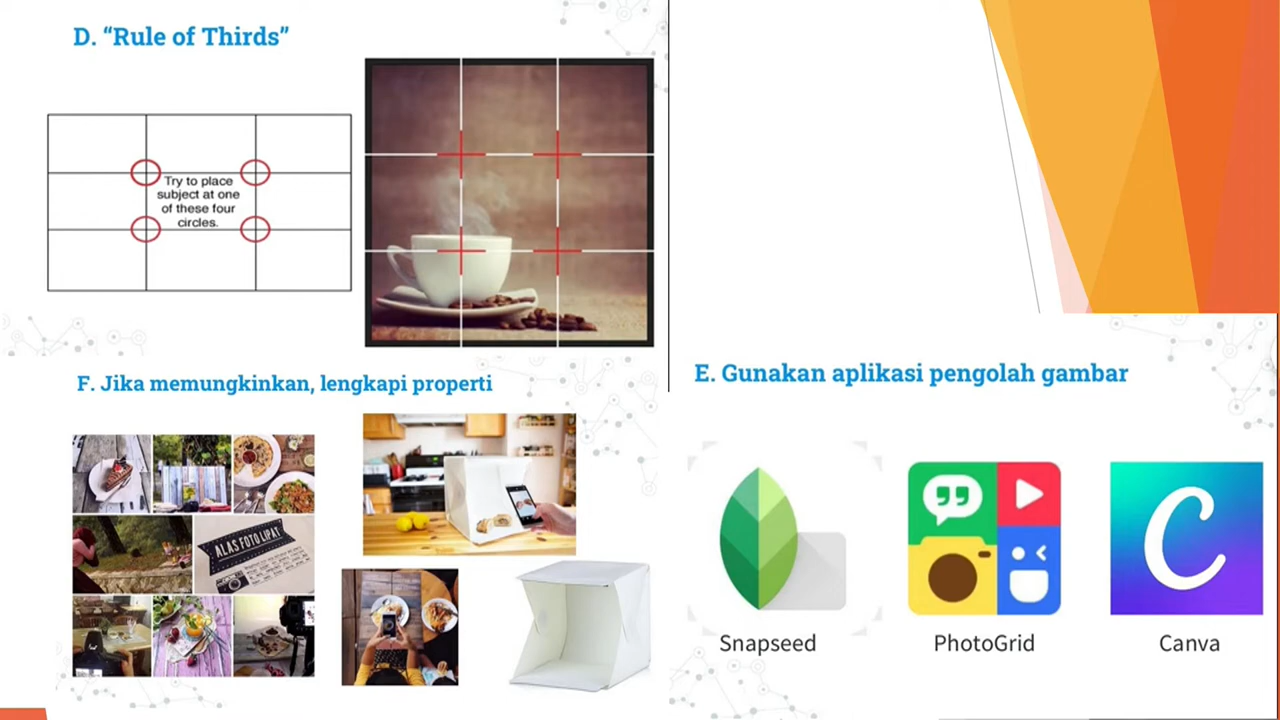 D. “Rule of Thirds”
Try to place
subject at one
of these four
circles.
F. Jika memungkinkan, lengkapi properti
ALAS FOTO LIPAT
E. Gunakan aplikasi pengolah gambar
C
Snapseed
PhotoGrid
Canva